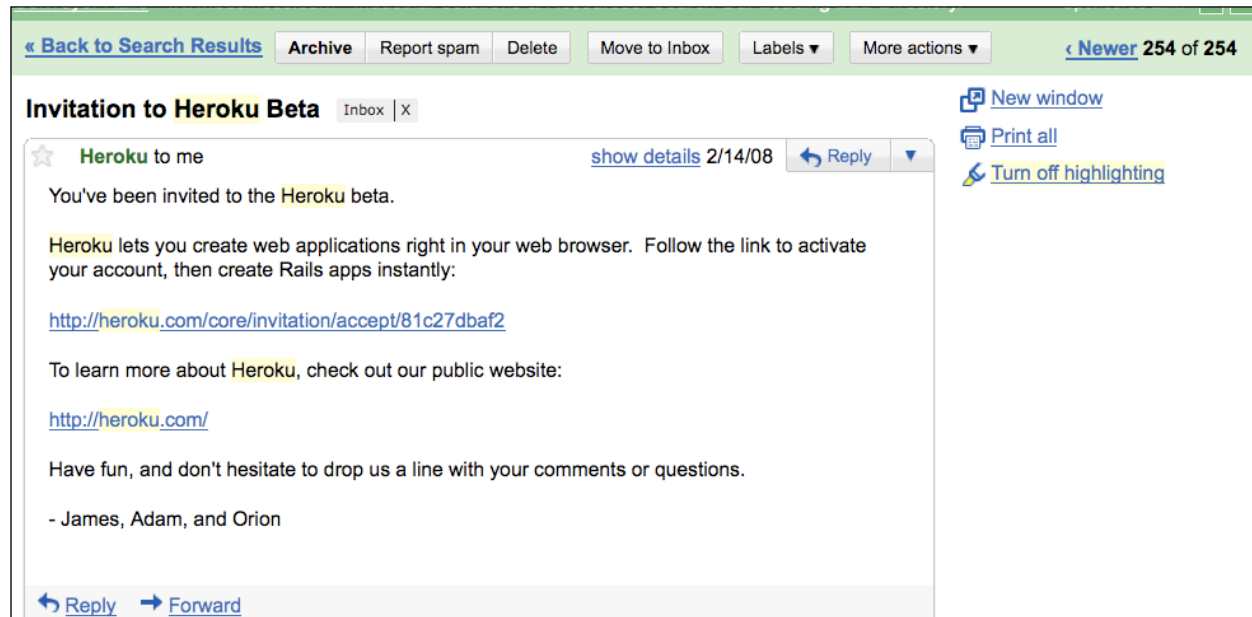 « Back to Search Results Archive Report spam Delete Move to Inbox Labels ▼ More actions ▼ ‹ Newer 254 of 254
Invitation to Heroku Beta Inbox | X
New window
Print all
Turn off highlighting
Heroku to me show details 2/14/08 Reply ▼
You've been invited to the Heroku beta.
Heroku lets you create web applications right in your web browser. Follow the link to activate
your account, then create Rails apps instantly:
http://heroku.com/core/invitation/accept/81c27dbaf2
To learn more about Heroku, check out our public website:
http://heroku.com/
Have fun, and don't hesitate to drop us a line with your comments or questions.
- James, Adam, and Orion
Reply Forward